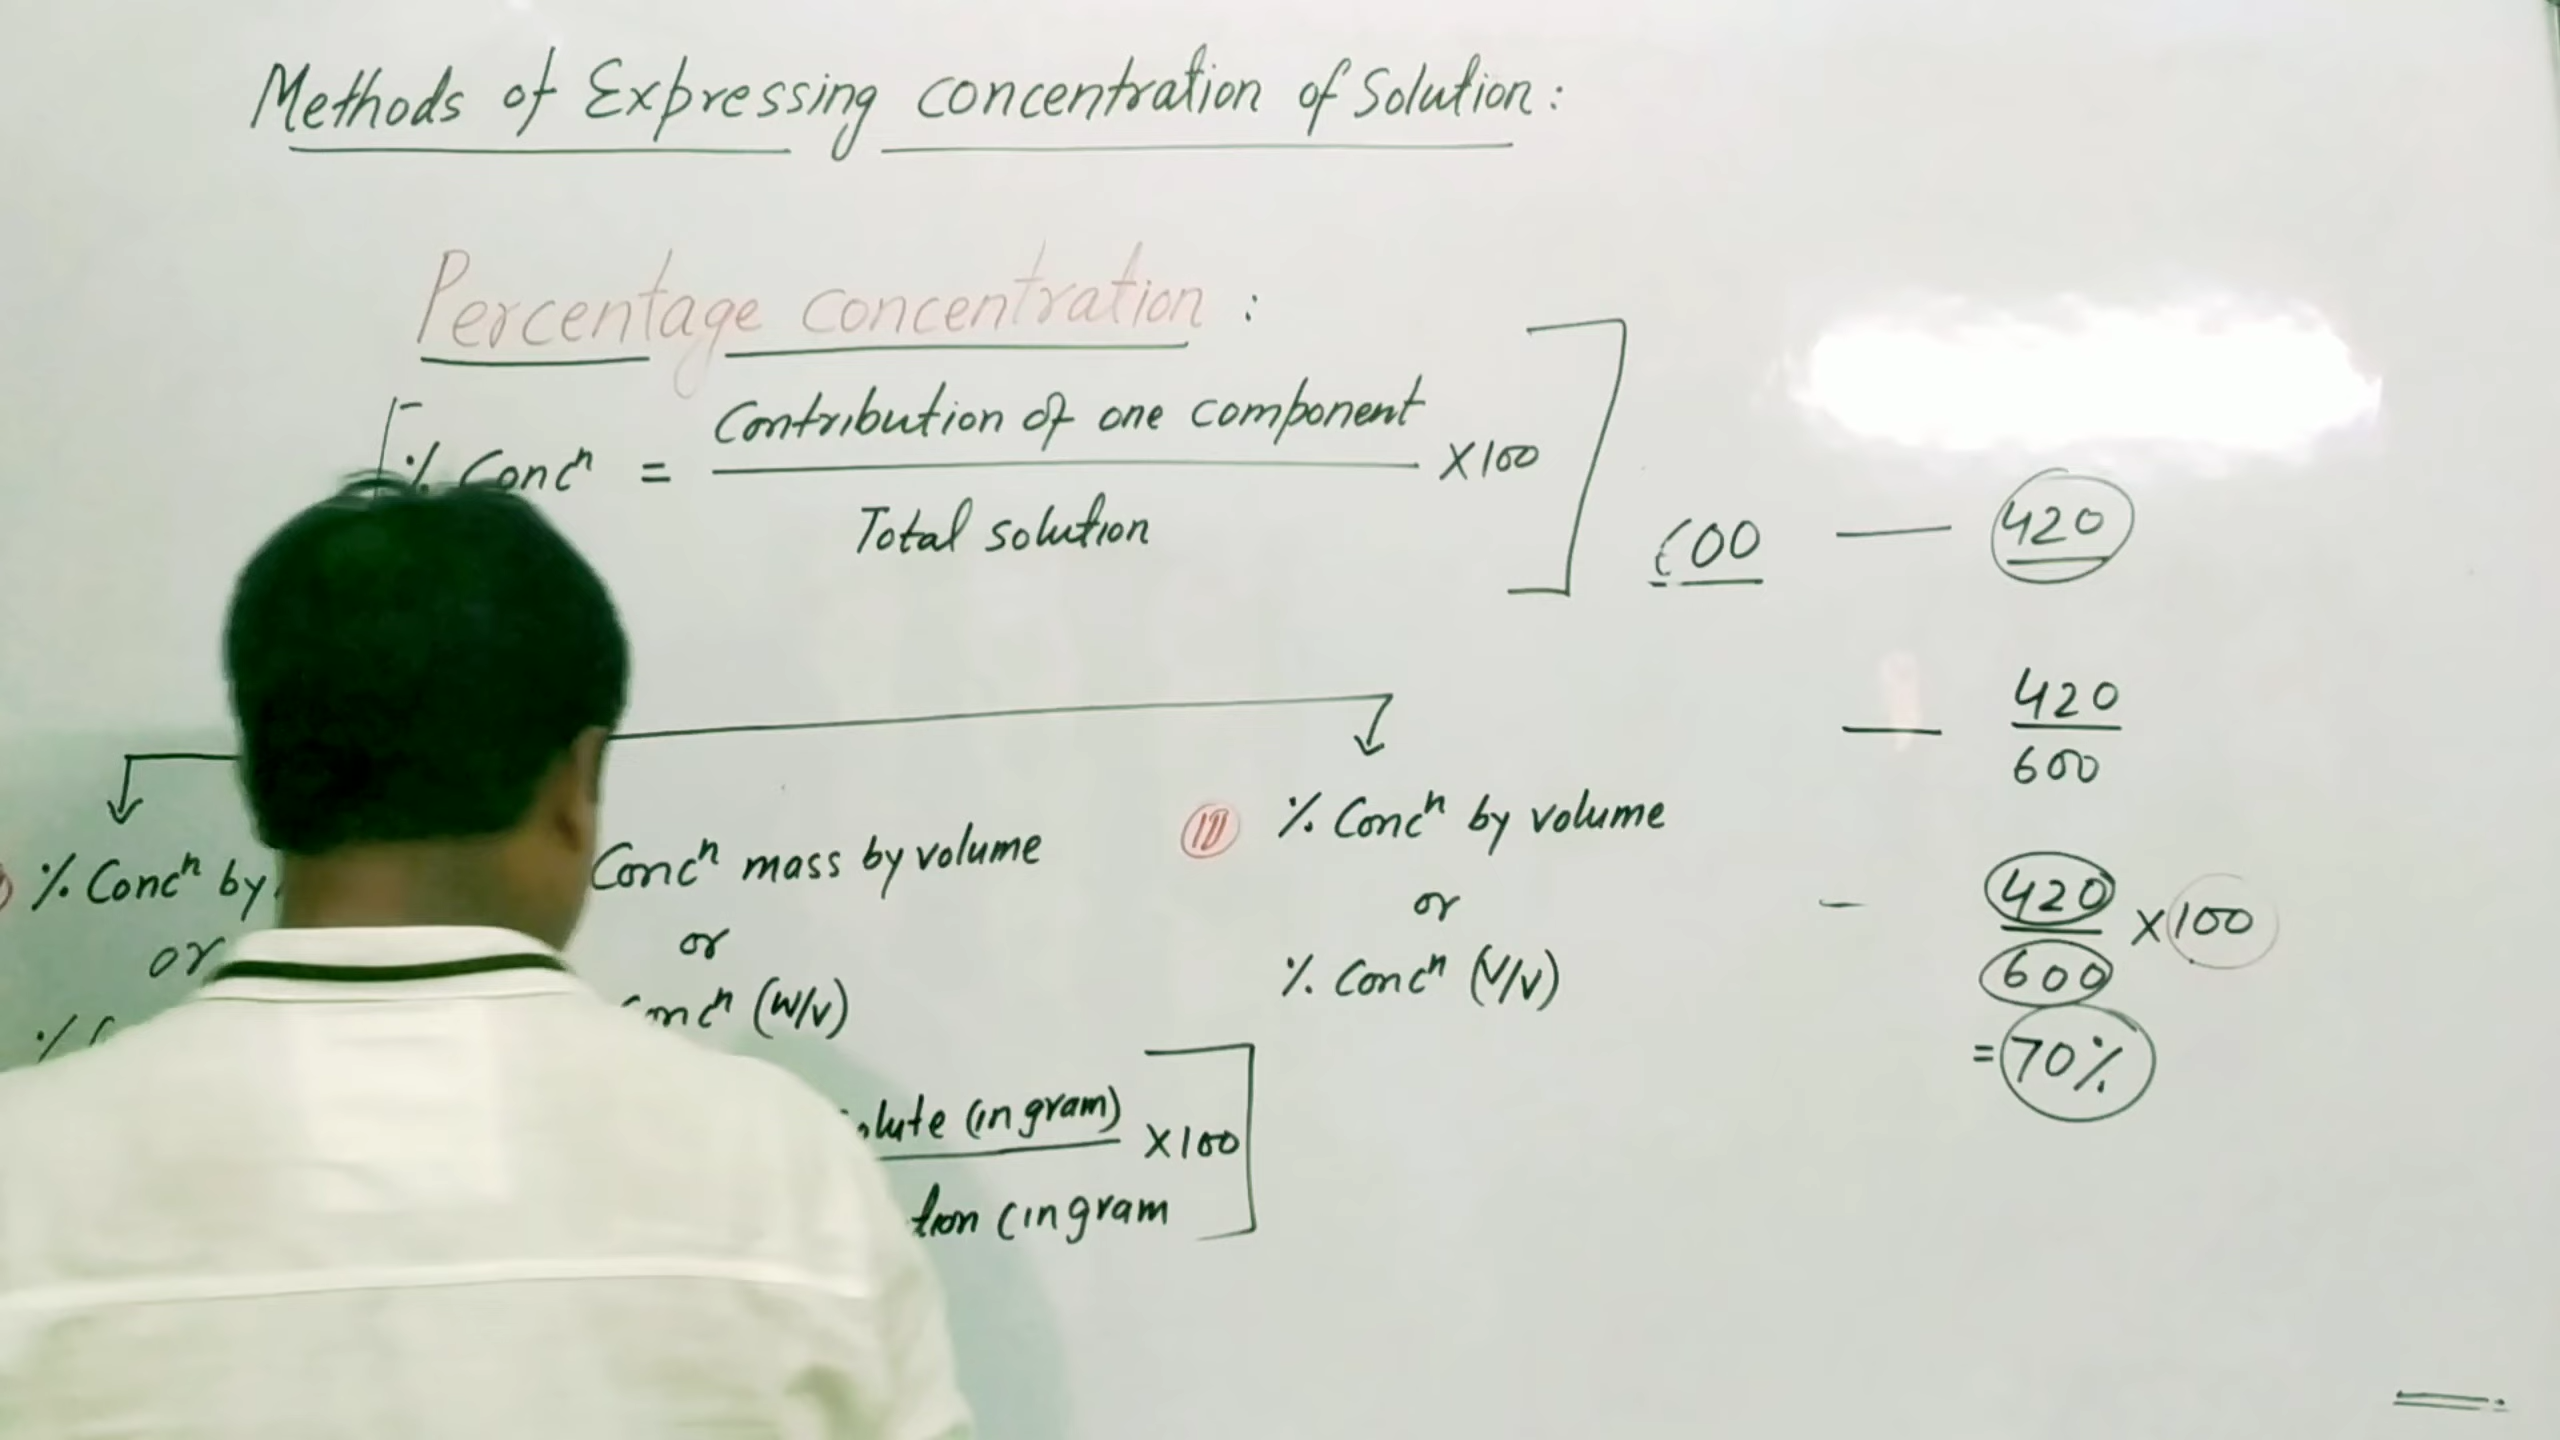 Methods of Expressing concentration of Solution:
Percentage concentration:
% Concⁿ = Contribution of one component / Total solution X100
600 — 420
— 420 / 600
- 420 / 600 X100
= 70%
% Concⁿ by
or
%
Concⁿ mass by volume
or
Concⁿ (w/v)
III % Concⁿ by volume
or
% Concⁿ (V/V)
(in gram) X100
(in gram